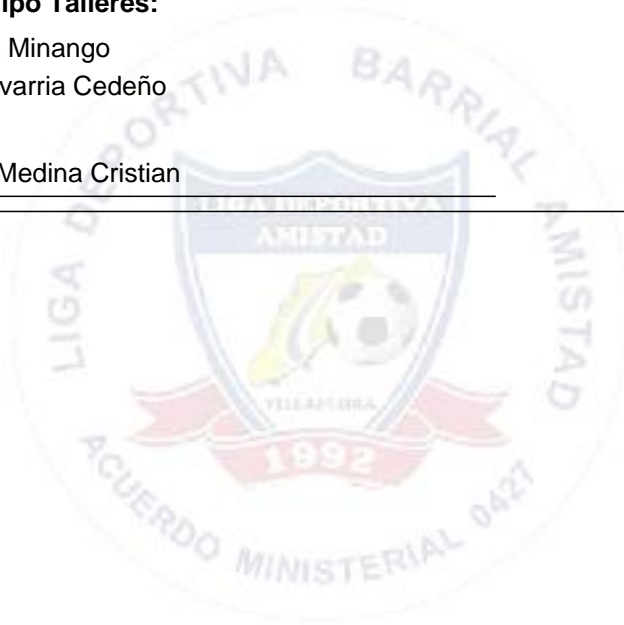 ipo Talleres:
Minango
varria Cedeño
Medina Cristian
LIGA DEPORTIVA BARRIAL AMISTAD
LIGA DEPORTIVA
AMISTAD
VILLAFLORA
1992
ACUERDO MINISTERIAL 0427